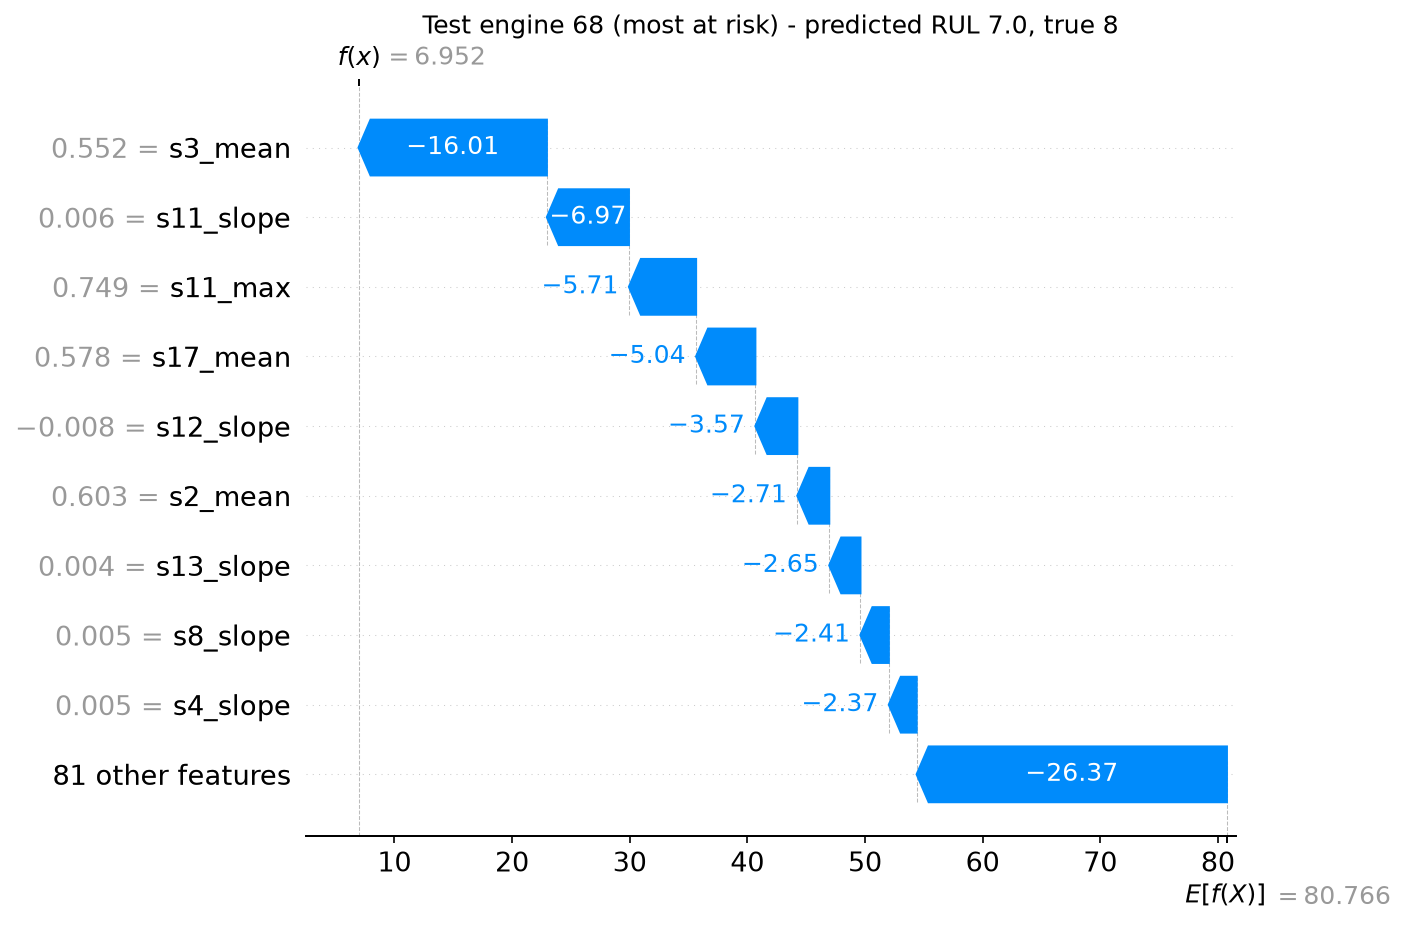 Test engine 68 (most at risk) - predicted RUL 7.0, true 8
f(x) = 6.952
0.552 = s3_mean −16.01
0.006 = s11_slope −6.97
0.749 = s11_max −5.71
0.578 = s17_mean −5.04
−0.008 = s12_slope −3.57
0.603 = s2_mean −2.71
0.004 = s13_slope −2.65
0.005 = s8_slope −2.41
0.005 = s4_slope −2.37
81 other features −26.37
10 20 30 40 50 60 70 80
E[f(X)] = 80.766